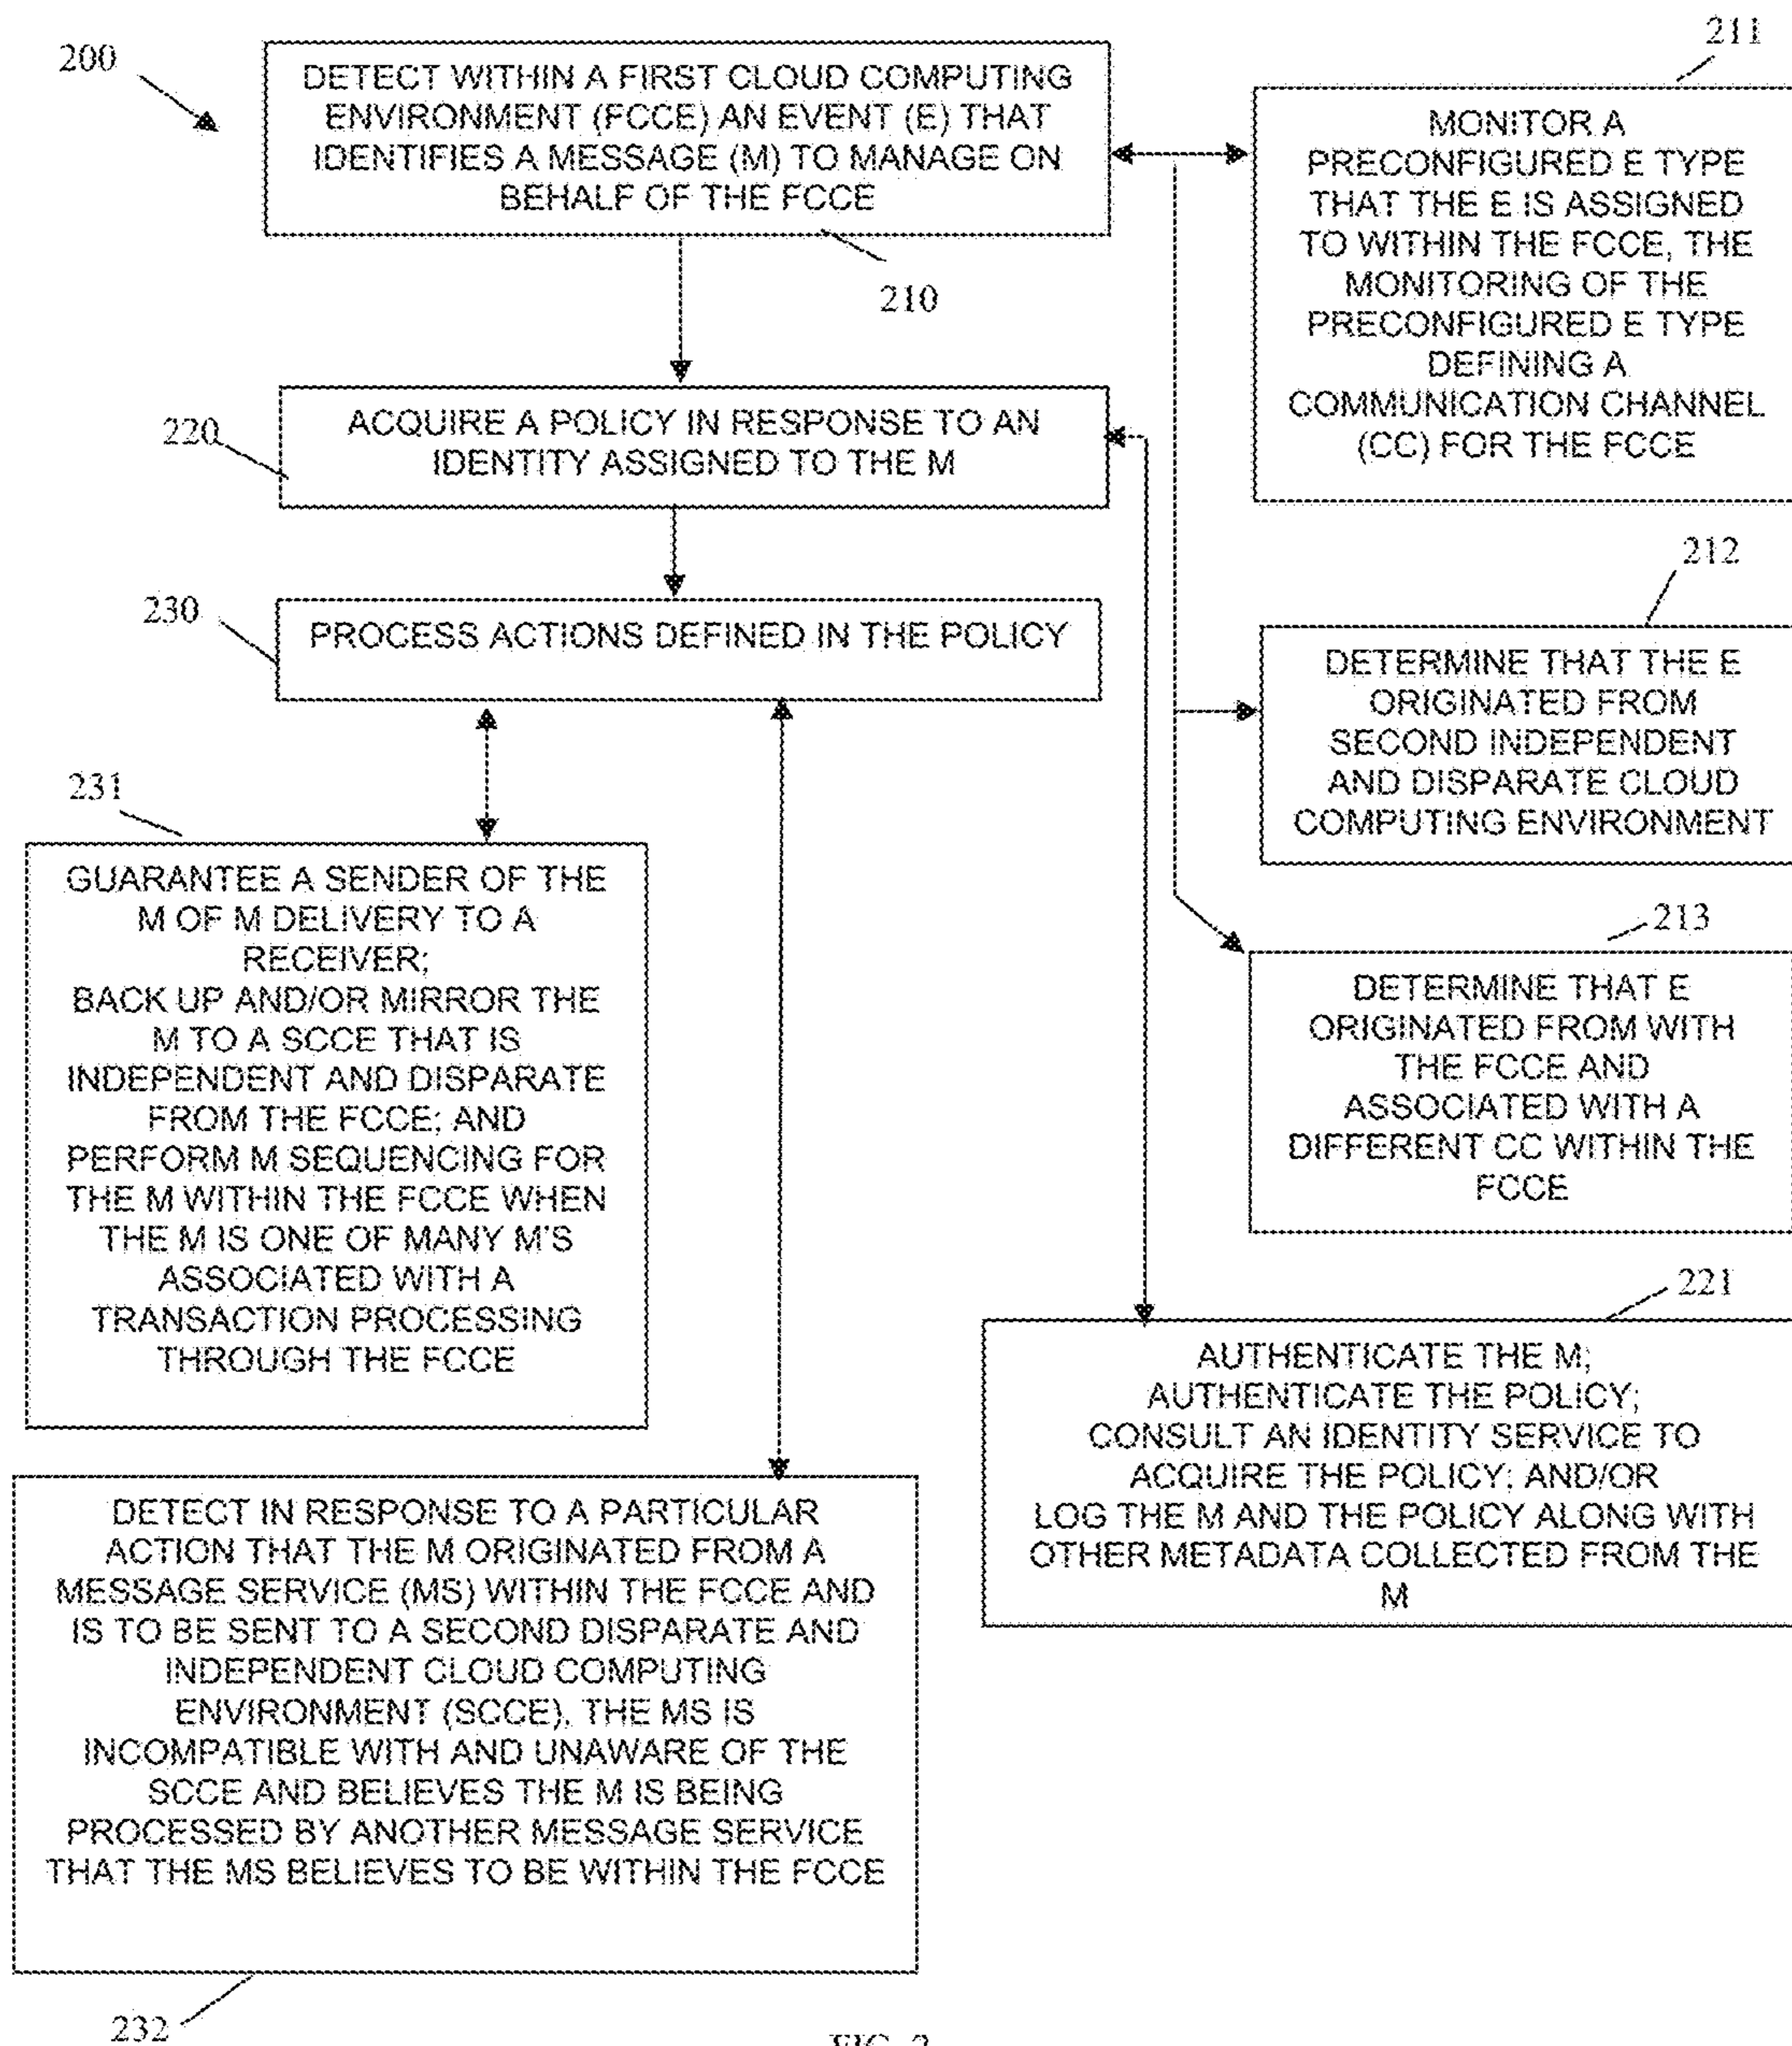 200
DETECT WITHIN A FIRST CLOUD COMPUTING
ENVIRONMENT (FCCE) AN EVENT (E) THAT
IDENTIFIES A MESSAGE (M) TO MANAGE ON
BEHALF OF THE FCCE
210
211
MONITOR A
PRECONFIGURED E TYPE
THAT THE E IS ASSIGNED
TO WITHIN THE FCCE, THE
MONITORING OF THE
PRECONFIGURED E TYPE
DEFINING A
COMMUNICATION CHANNEL
(CC) FOR THE FCCE
220
ACQUIRE A POLICY IN RESPONSE TO AN
IDENTITY ASSIGNED TO THE M
212
DETERMINE THAT THE E
ORIGINATED FROM
SECOND INDEPENDENT
AND DISPARATE CLOUD
COMPUTING ENVIRONMENT
230
PROCESS ACTIONS DEFINED IN THE POLICY
231
GUARANTEE A SENDER OF THE
M OF M DELIVERY TO A
RECEIVER;
BACK UP AND/OR MIRROR THE
M TO A SCCE THAT IS
INDEPENDENT AND DISPARATE
FROM THE FCCE; AND
PERFORM M SEQUENCING FOR
THE M WITHIN THE FCCE WHEN
THE M IS ONE OF MANY M'S
ASSOCIATED WITH A
TRANSACTION PROCESSING
THROUGH THE FCCE
213
DETERMINE THAT E
ORIGINATED FROM WITH
THE FCCE AND
ASSOCIATED WITH A
DIFFERENT CC WITHIN THE
FCCE
221
AUTHENTICATE THE M;
AUTHENTICATE THE POLICY;
CONSULT AN IDENTITY SERVICE TO
ACQUIRE THE POLICY; AND/OR
LOG THE M AND THE POLICY ALONG WITH
OTHER METADATA COLLECTED FROM THE
M
DETECT IN RESPONSE TO A PARTICULAR
ACTION THAT THE M ORIGINATED FROM A
MESSAGE SERVICE (MS) WITHIN THE FCCE AND
IS TO BE SENT TO A SECOND DISPARATE AND
INDEPENDENT CLOUD COMPUTING
ENVIRONMENT (SCCE), THE MS IS
INCOMPATIBLE WITH AND UNAWARE OF THE
SCCE AND BELIEVES THE M IS BEING
PROCESSED BY ANOTHER MESSAGE SERVICE
THAT THE MS BELIEVES TO BE WITHIN THE FCCE
232
FIG. 2